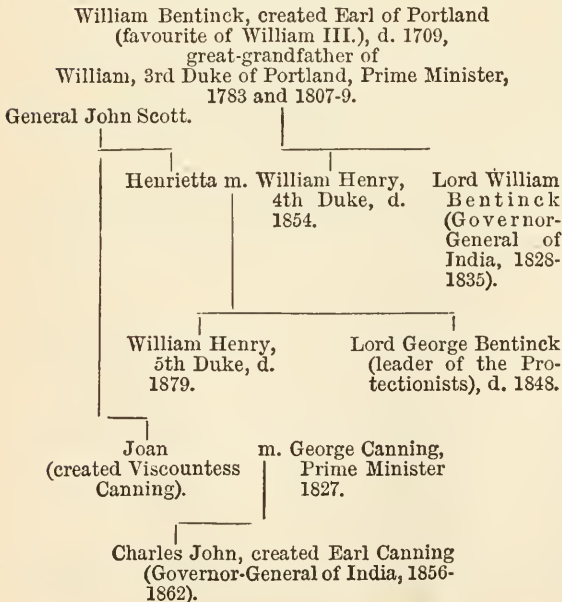 William Bentinck, created Earl of Portland
(favourite of William III.), d. 1709,
great-grandfather of
William, 3rd Duke of Portland, Prime Minister,
1783 and 1807-9.
General John Scott.
Henrietta m. William Henry,
4th Duke, d.
1854.
Lord William
Bentinck
(Governor-
General of
India, 1828-
1835).
William Henry,
5th Duke, d.
1879.
Lord George Bentinck
(leader of the Pro-
tectionists), d. 1848.
Joan
(created Viscountess
Canning).
m. George Canning,
Prime Minister
1827.
Charles John, created Earl Canning
(Governor-General of India, 1856-
1862).